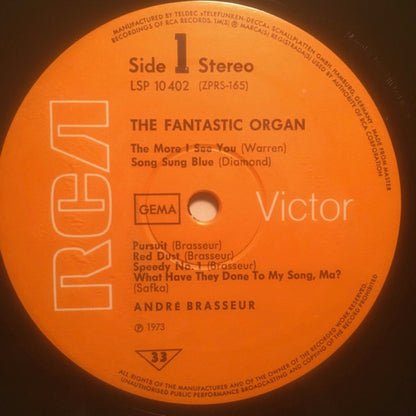 MANUFACTURED BY TELDEC »TELEFUNKEN-DECCA« SCHALLPLATTEN GMBH, HAMBURG, GERMANY · MADE FROM MASTER
RECORDINGS OF RCA RECORDS. TM(S) ® MARCA(S) REGISTRADA(S) USED BY AUTHORITY OF RCA CORPORATION
Side 1 Stereo
LSP 10 402 (ZPRS-165)
RCA
THE FANTASTIC ORGAN
The More I See You (Warren)
Song Sung Blue (Diamond)
GEMA
Victor
Pursuit (Brasseur)
Red Dust (Brasseur)
Speedy No. 1 (Brasseur)
What Have They Done To My Song, Ma?
(Safka)
ANDRÉ BRASSEUR
℗ 1973
33
ALL RIGHTS OF THE MANUFACTURER AND OF THE OWNER OF THE RECORDED WORK RESERVED.
UNAUTHORISED PUBLIC PERFORMANCE BROADCASTING AND COPYING OF THE RECORD PROHIBITED